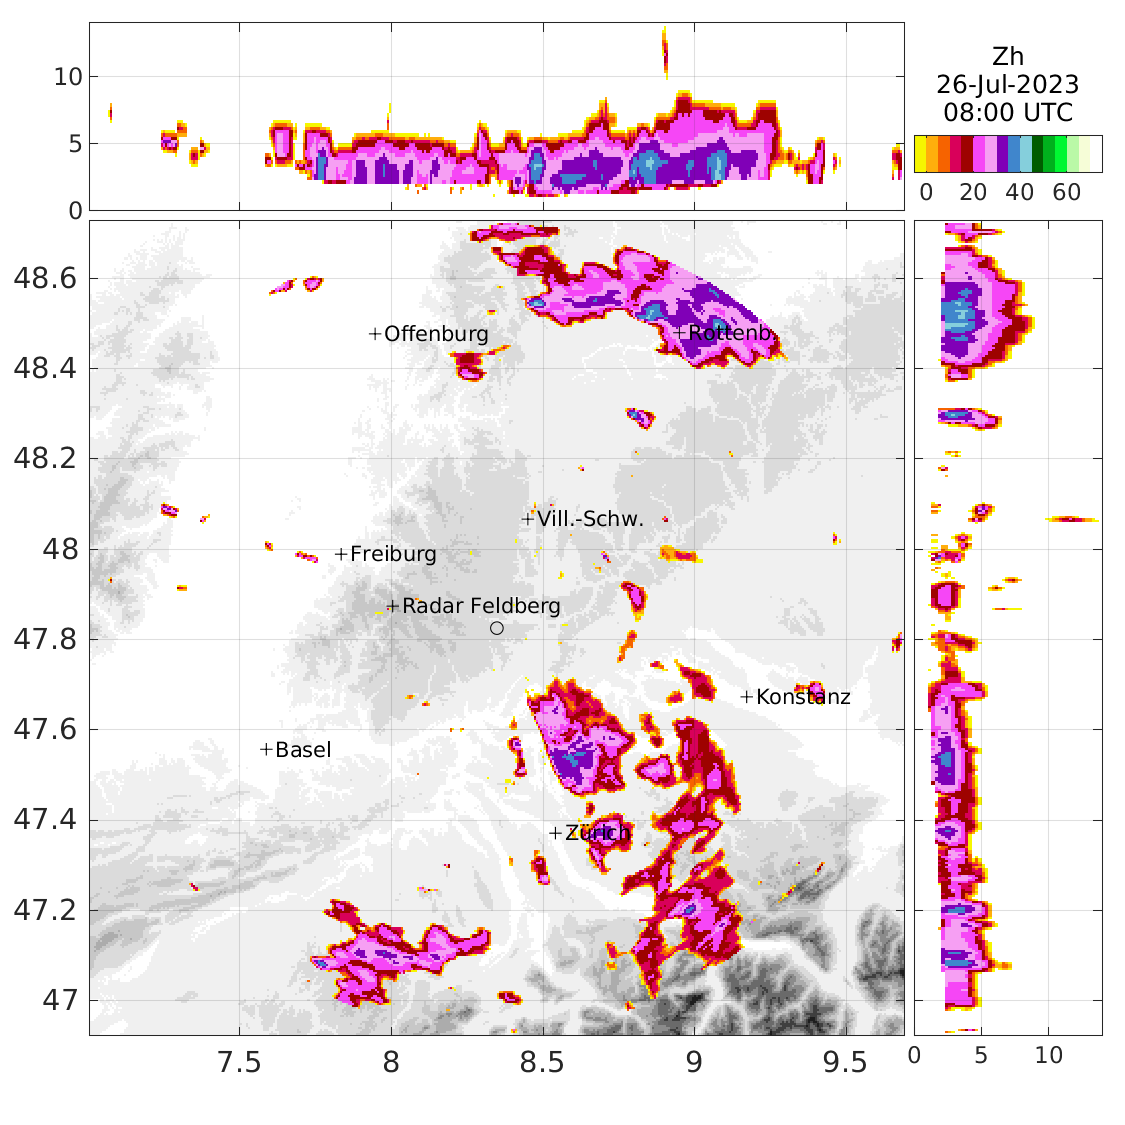 10
5
0
Zh
26-Jul-2023
08:00 UTC
0 20 40 60
48.6
48.4
48.2
48
47.8
47.6
47.4
47.2
47
Offenburg
Rottenb.
Vill.-Schw.
Freiburg
Radar Feldberg
Konstanz
Basel
Zürich
7.5 8 8.5 9 9.5
0 5 10